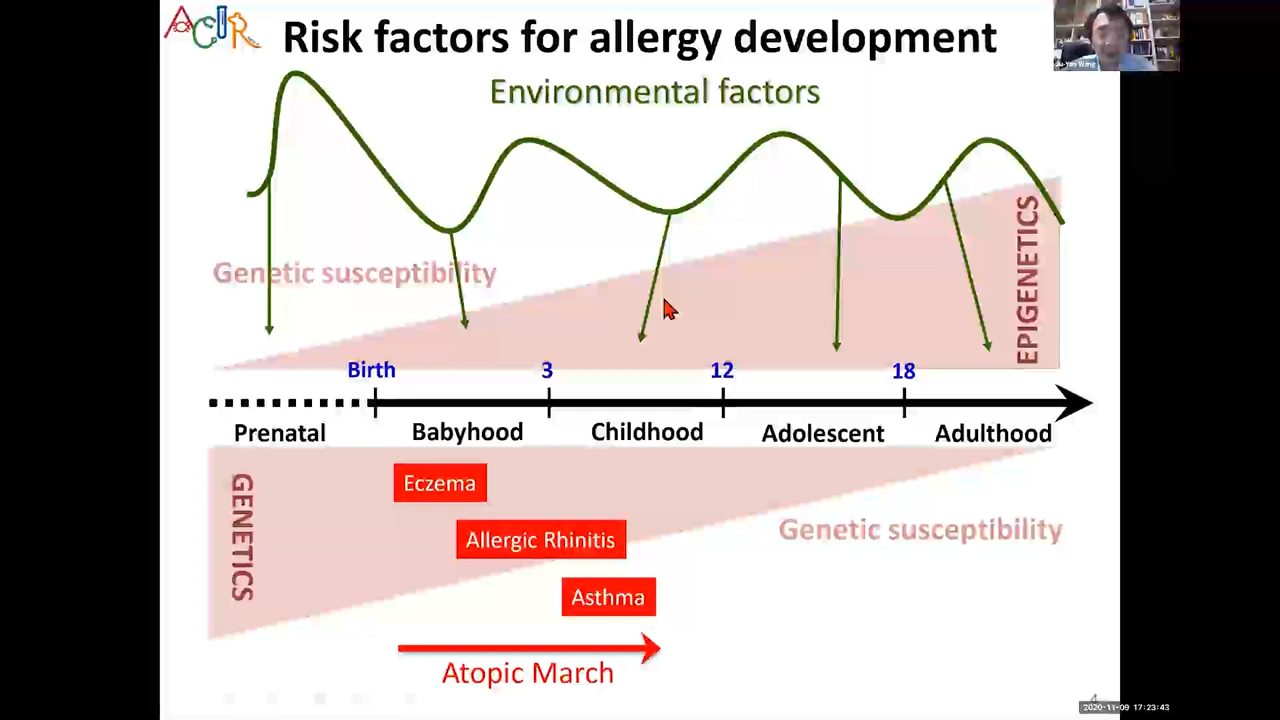 ACIR
Risk factors for allergy development
Environmental factors
Genetic susceptibility
EPIGENETICS
Birth
3
12
18
Prenatal
Babyhood
Childhood
Adolescent
Adulthood
GENETICS
Eczema
Allergic Rhinitis
Asthma
Genetic susceptibility
Atopic March
2020-11-09 17:23:43